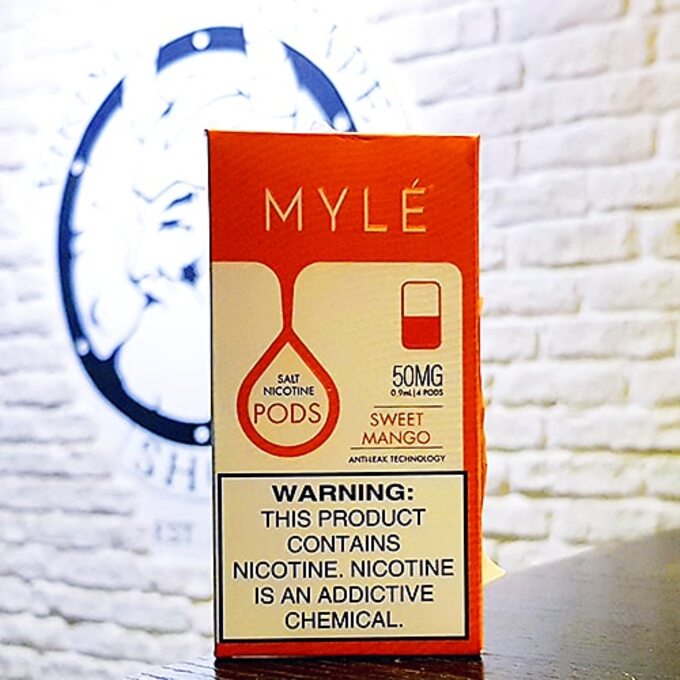 MYLÉ
SALT
NICOTINE
PODS
50MG
0.9mL | 4 PODS
SWEET
MANGO
ANTI-LEAK TECHNOLOGY
WARNING:
THIS PRODUCT
CONTAINS
NICOTINE. NICOTINE
IS AN ADDICTIVE
CHEMICAL.